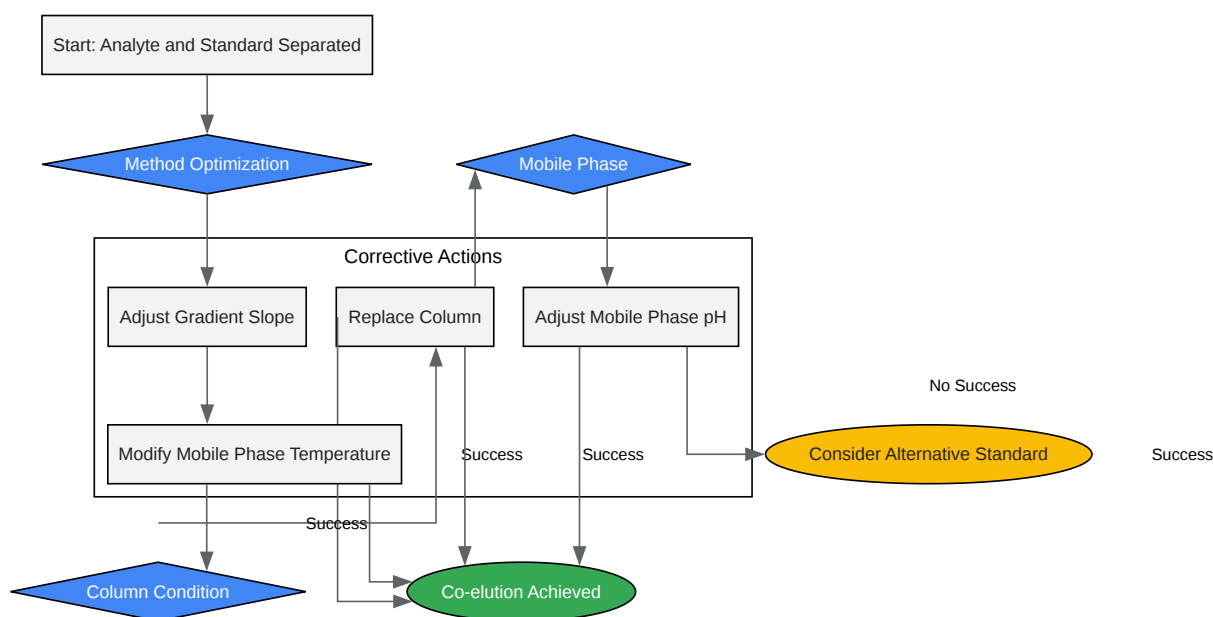 Start: Analyte and Standard Separated
Method Optimization
Mobile Phase
Corrective Actions
Adjust Gradient Slope
Replace Column
Adjust Mobile Phase pH
No Success
Modify Mobile Phase Temperature
Success
Success
Consider Alternative Standard
Success
Success
Column Condition
Co-elution Achieved